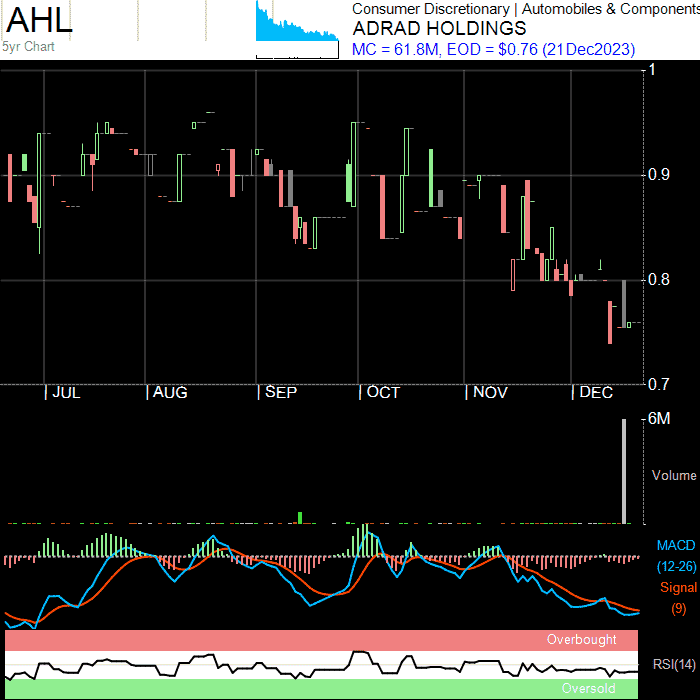 AHL
5yr Chart
Consumer Discretionary | Automobiles & Components
ADRAD HOLDINGS
MC = 61.8M, EOD = $0.76 (21Dec2023)
1
0.9
0.8
0.7
| JUL | AUG | SEP | OCT | NOV | DEC
6M
Volume
MACD
(12-26)
Signal
(9)
Overbought
RSI(14)
Oversold